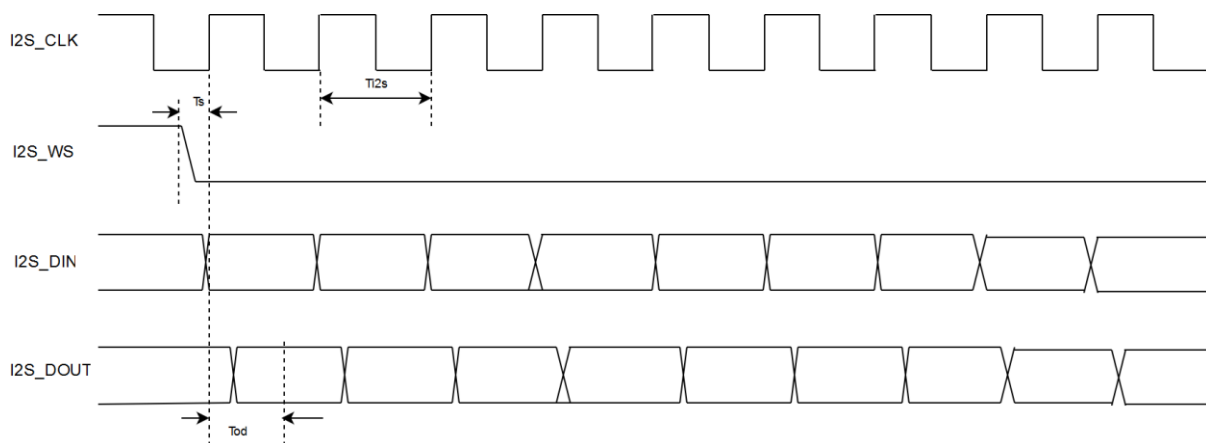 I2S_CLK
Ts
TI2s
I2S_WS
I2S_DIN
I2S_DOUT
Tod